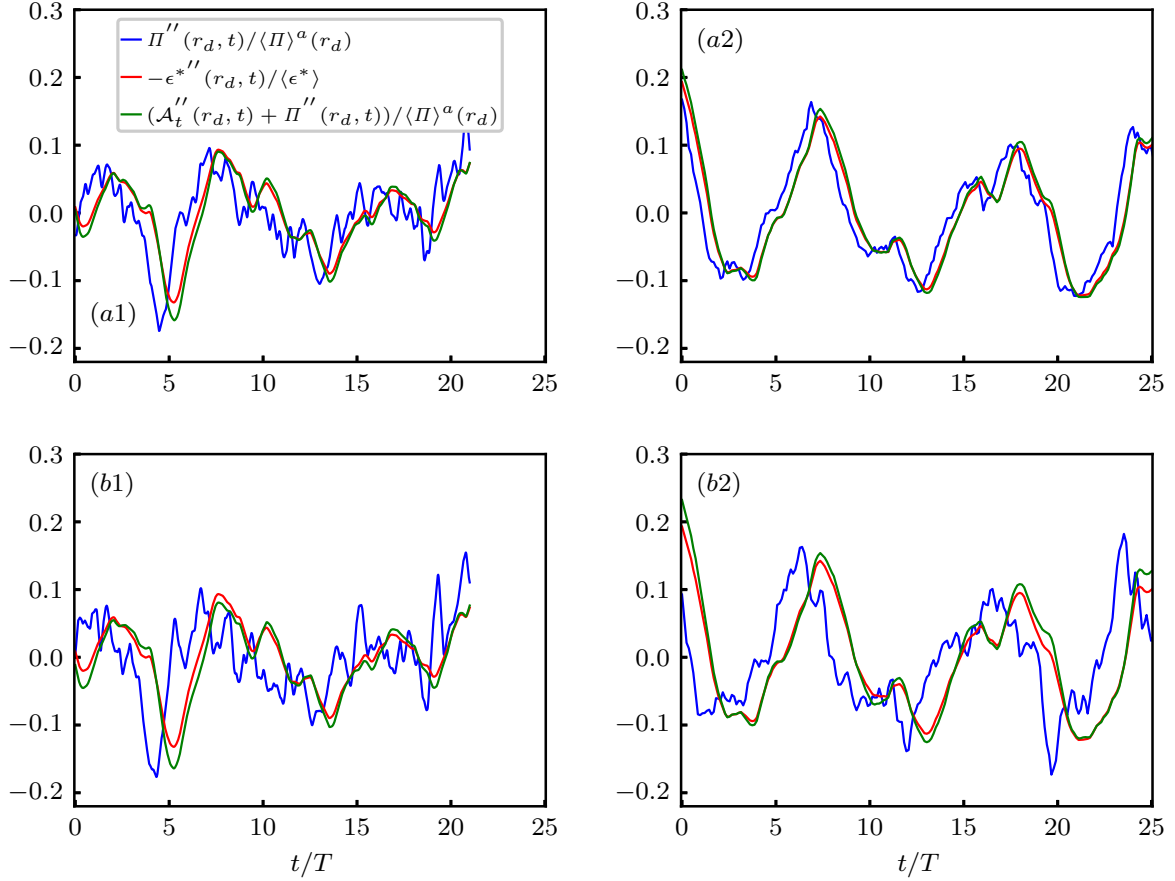 0.3
0.2
0.1
0.0
−0.1
−0.2
Π′′(r_d, t)/⟨Π⟩^a(r_d)
−ϵ*′′(r_d, t)/⟨ϵ*⟩
(𝒜_t′′(r_d, t) + Π′′(r_d, t))/⟨Π⟩^a(r_d)
(a1)
0 5 10 15 20 25
0.3
0.2
0.1
0.0
−0.1
−0.2
(a2)
0 5 10 15 20 25
0.3
0.2
0.1
0.0
−0.1
−0.2
(b1)
0 5 10 15 20 25
t/T
0.3
0.2
0.1
0.0
−0.1
−0.2
(b2)
0 5 10 15 20 25
t/T